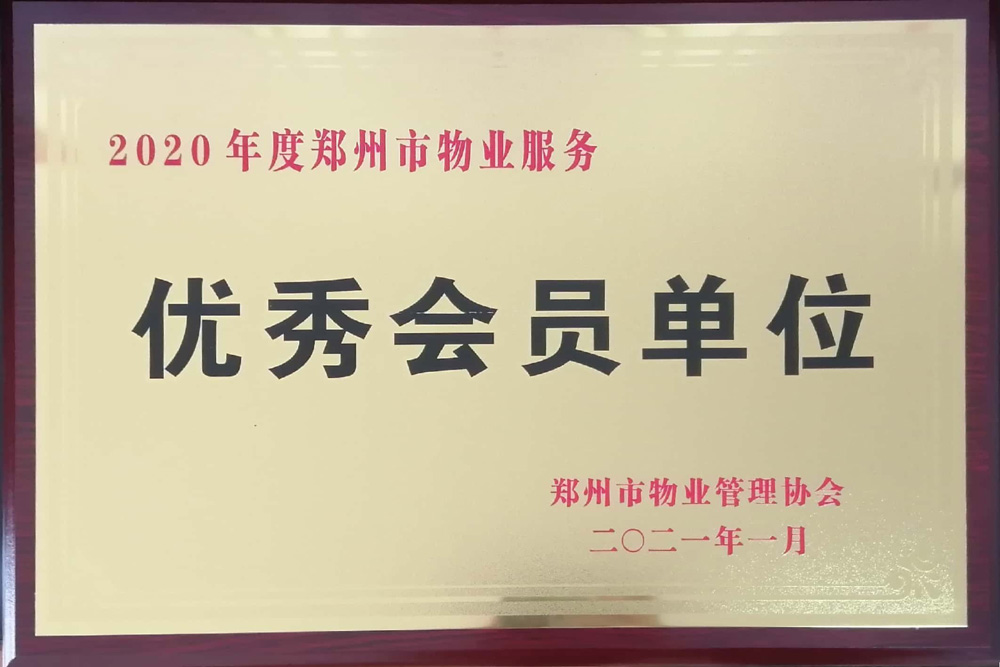 2020年度郑州市物业服务
优秀会员单位
郑州市物业管理协会
二〇二一年一月